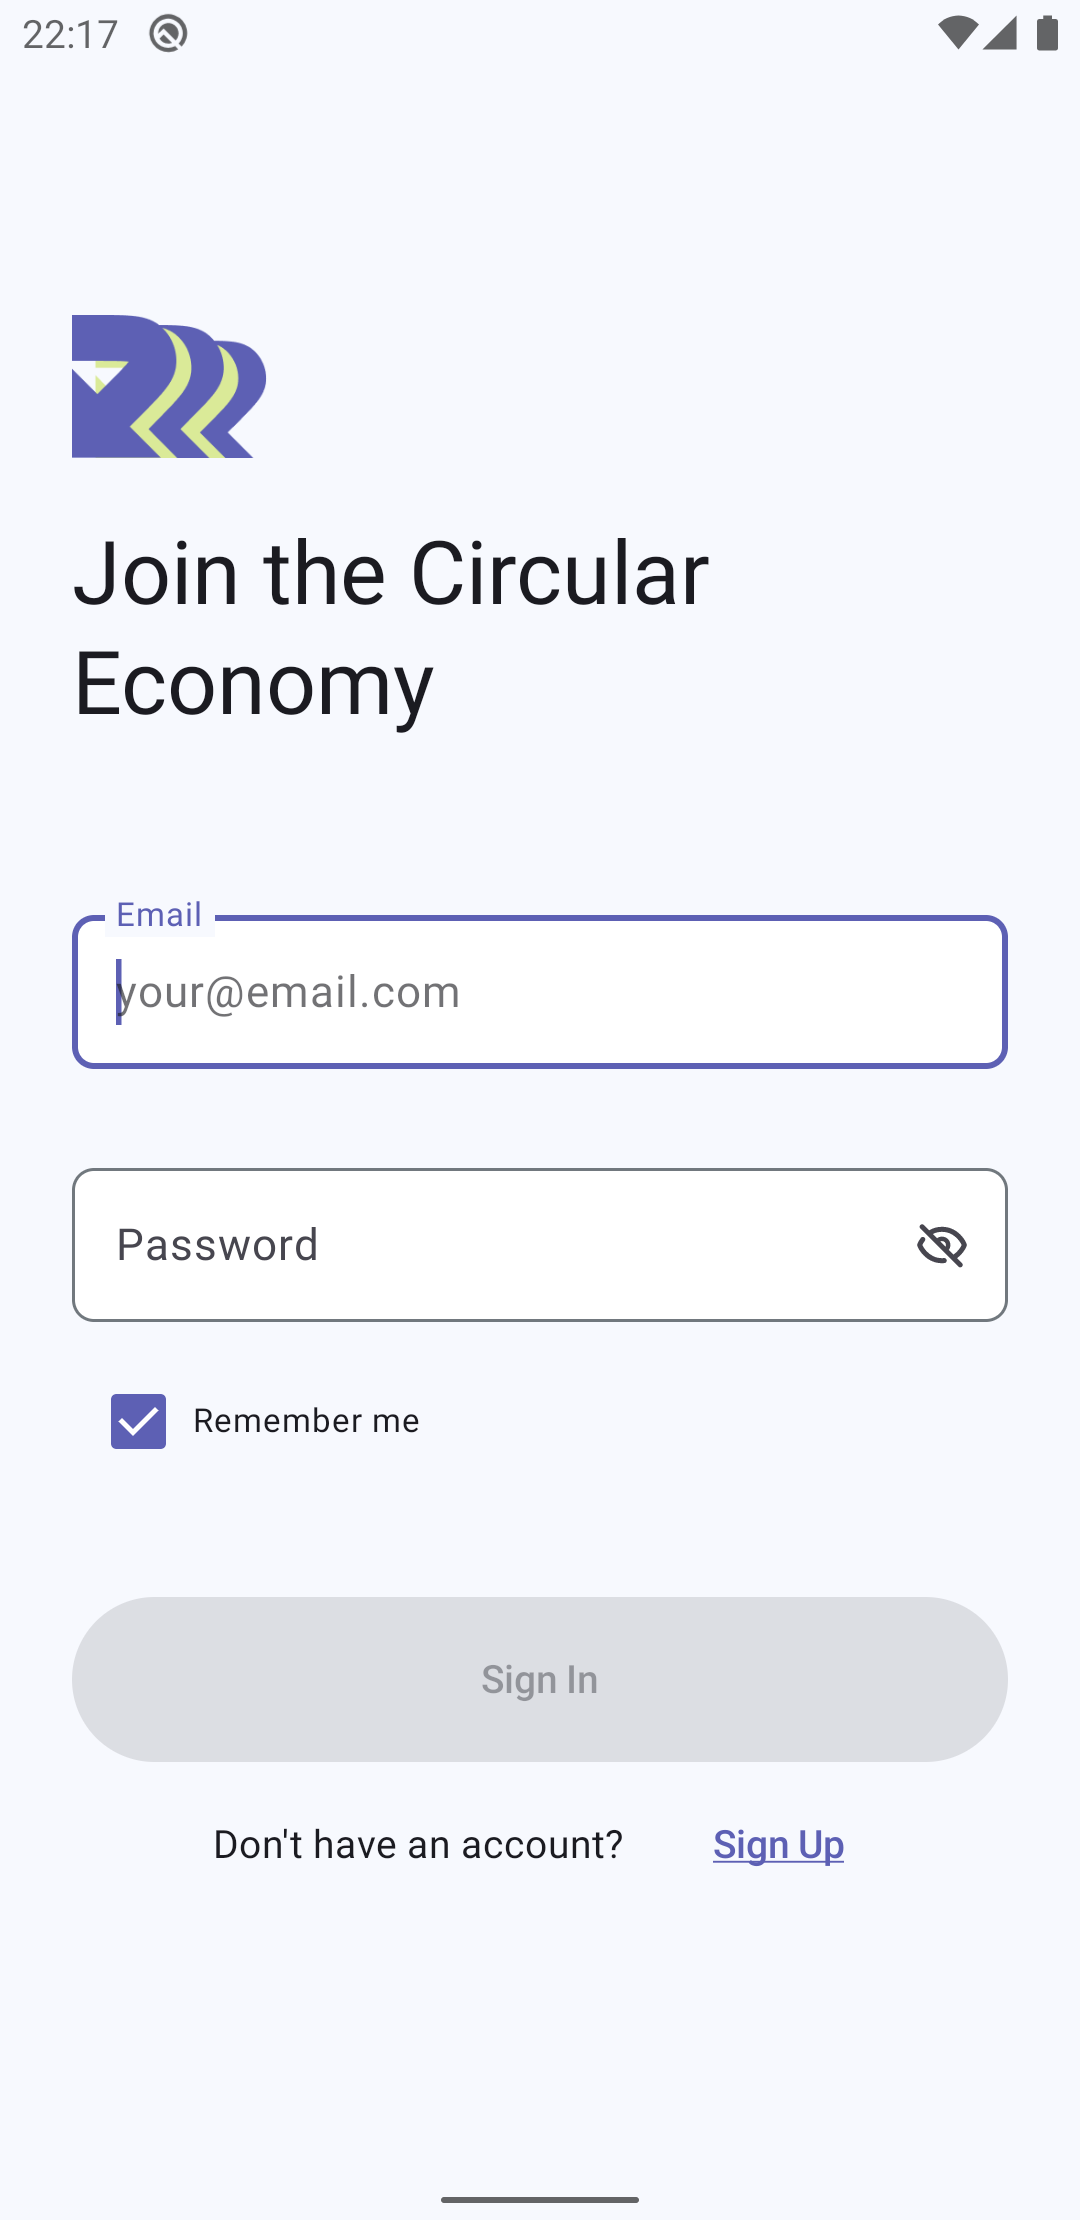 22:17
Join the Circular
Economy
Email
your@email.com
Password
Remember me
Sign In
Don't have an account? Sign Up